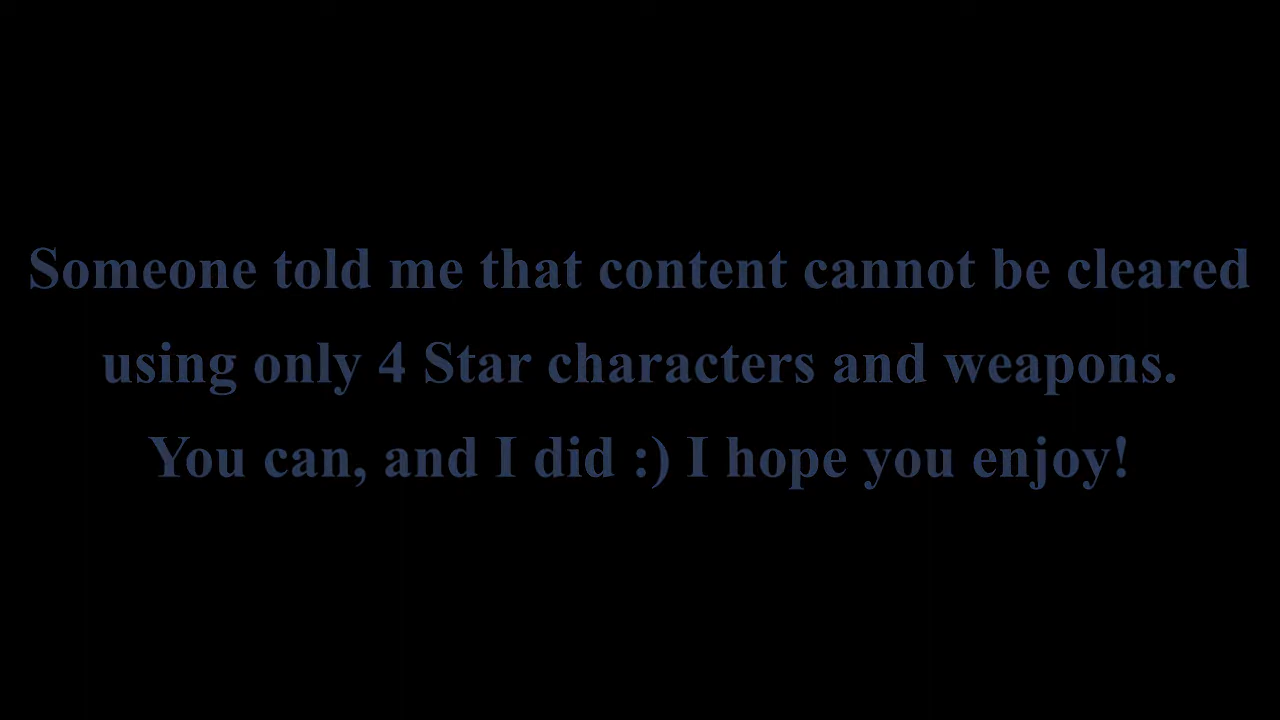 Someone told me that content cannot be cleared
using only 4 Star characters and weapons.
You can, and I did :) I hope you enjoy!